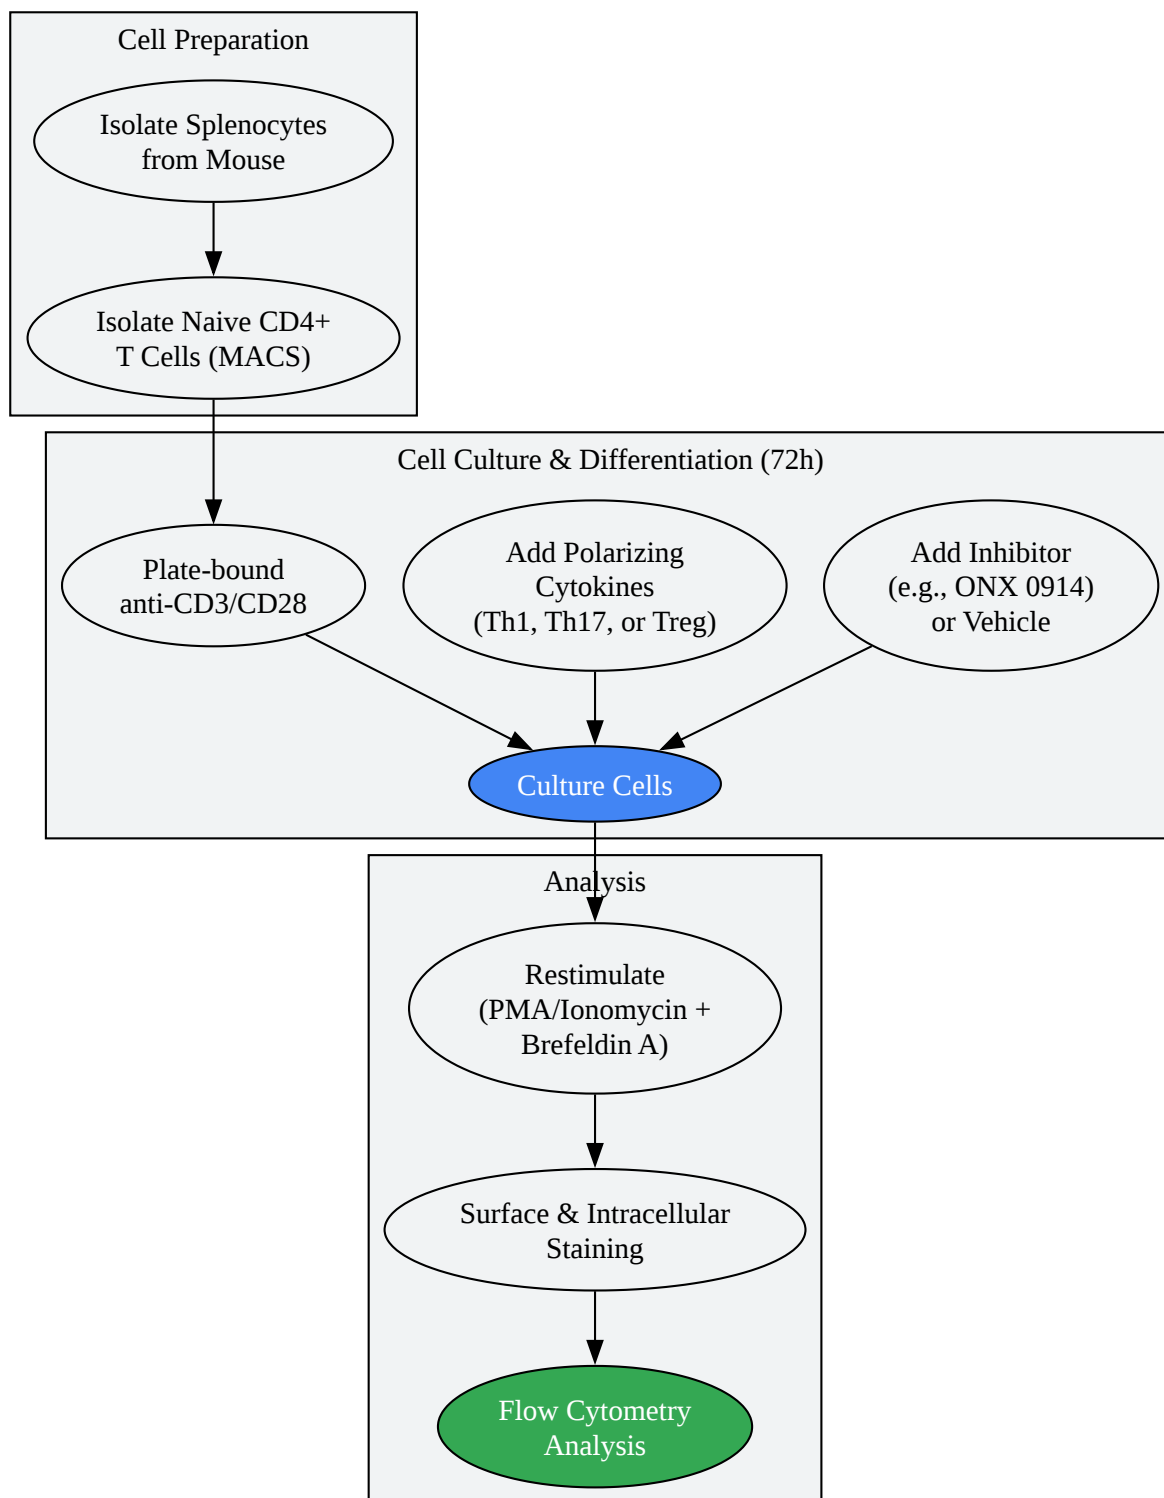 Cell Preparation
Isolate Splenocytes
from Mouse
Isolate Naive CD4+
T Cells (MACS)
Cell Culture & Differentiation (72h)
Plate-bound
anti-CD3/CD28
Add Polarizing
Cytokines
(Th1, Th17, or Treg)
Add Inhibitor
(e.g., ONX 0914)
or Vehicle
Culture Cells
Analysis
Restimulate
(PMA/Ionomycin +
Brefeldin A)
Surface & Intracellular
Staining
Flow Cytometry
Analysis